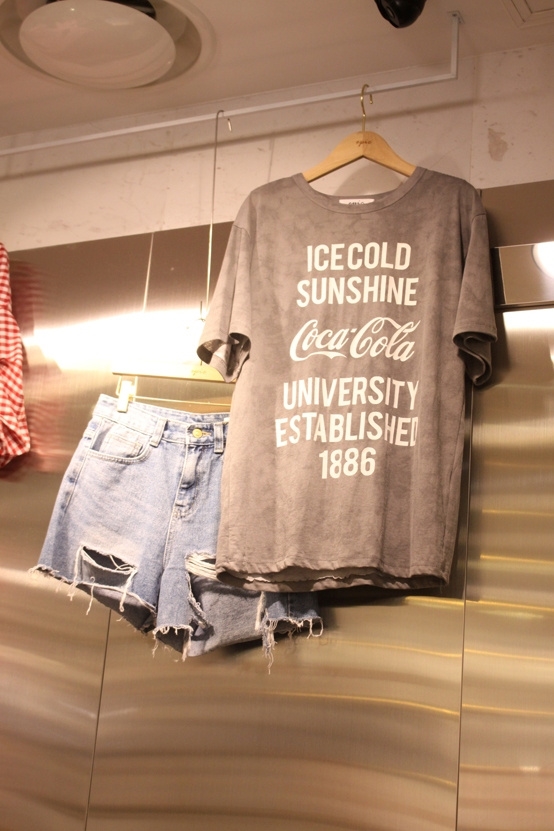 ICE COLD
SUNSHINE
Coca-Cola
UNIVERSITY
ESTABLISHED
1886